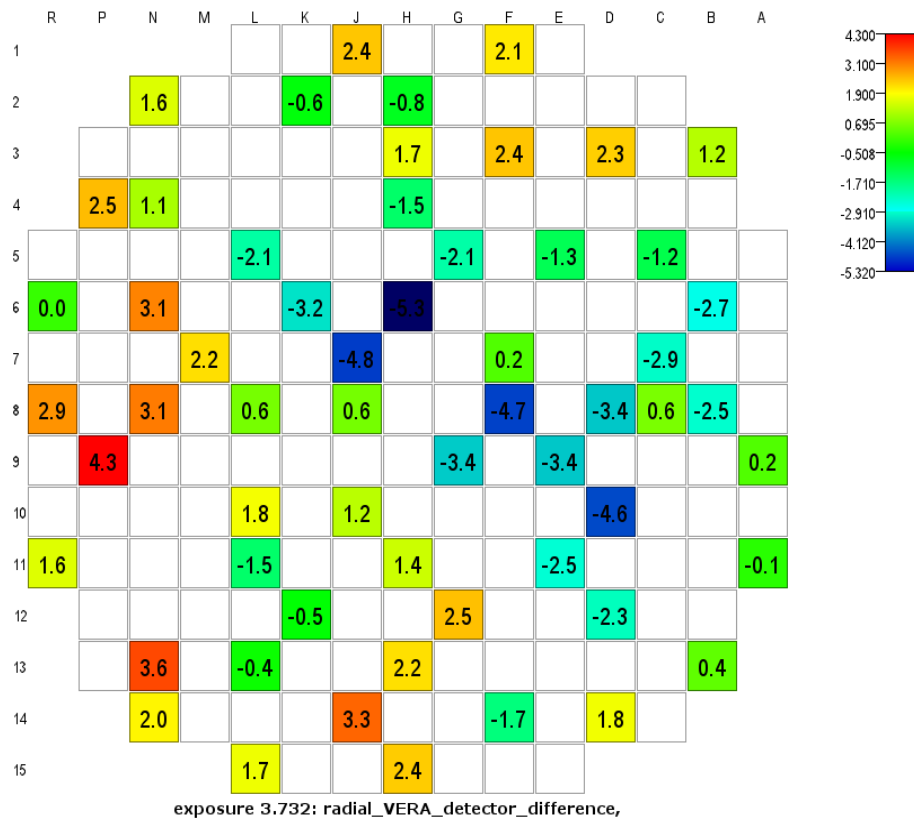 R P N M L K J H G F E D C B A
1 2.4 2.1
2 1.6 -0.6 -0.8
3 1.7 2.4 2.3 1.2
4 2.5 1.1 -1.5
5 -2.1 -2.1 -1.3 -1.2
6 0.0 3.1 -3.2 -5.3 -2.7
7 2.2 -4.8 0.2 -2.9
8 2.9 3.1 0.6 0.6 -4.7 -3.4 0.6 -2.5
9 4.3 -3.4 -3.4 0.2
10 1.8 1.2 -4.6
11 1.6 -1.5 1.4 -2.5 -0.1
12 -0.5 2.5 -2.3
13 3.6 -0.4 2.2 0.4
14 2.0 3.3 -1.7 1.8
15 1.7 2.4
4.300
3.100
1.900
0.695
-0.508
-1.710
-2.910
-4.120
-5.320
exposure 3.732: radial_VERA_detector_difference,